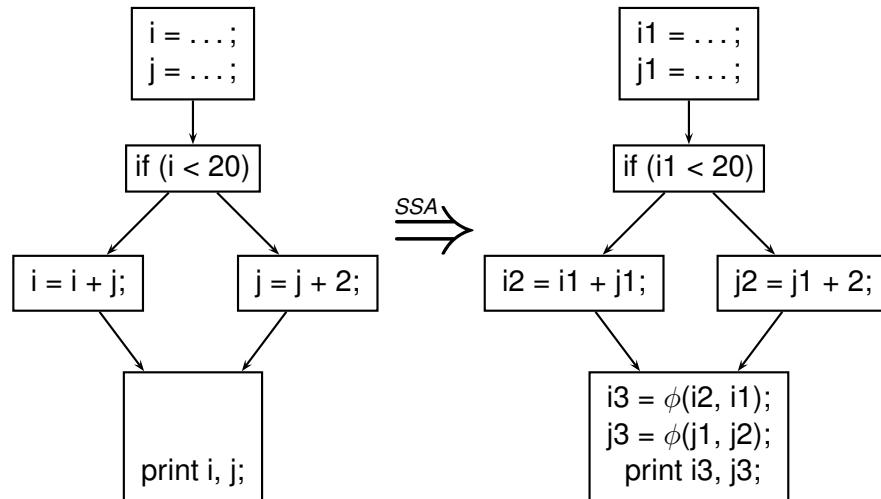 i = . . . ;
j = . . . ;
if (i < 20)
i = i + j;
j = j + 2;
print i, j;
SSA
i1 = . . . ;
j1 = . . . ;
if (i1 < 20)
i2 = i1 + j1;
j2 = j1 + 2;
i3 = ϕ(i2, i1);
j3 = ϕ(j1, j2);
print i3, j3;